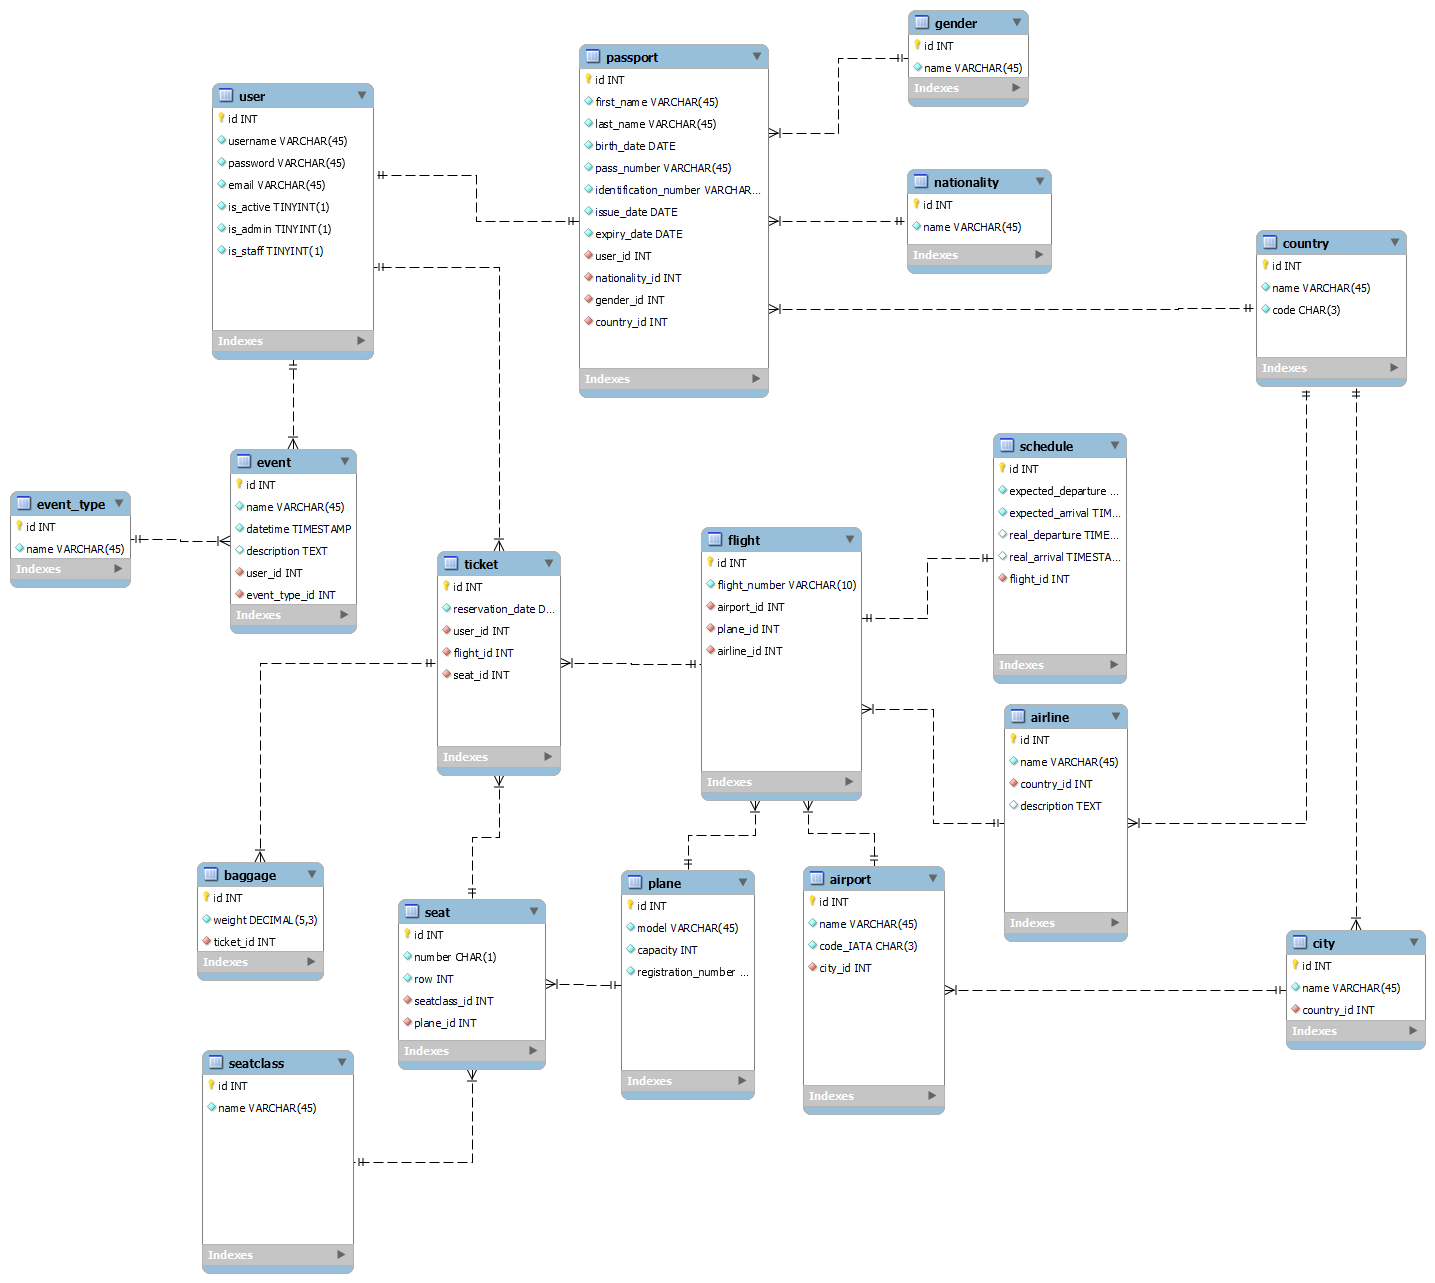 gender
id INT
name VARCHAR(45)
Indexes
passport
id INT
first_name VARCHAR(45)
last_name VARCHAR(45)
birth_date DATE
pass_number VARCHAR(45)
identification_number VARCHAR...
issue_date DATE
expiry_date DATE
user_id INT
nationality_id INT
gender_id INT
country_id INT
Indexes
user
id INT
username VARCHAR(45)
password VARCHAR(45)
email VARCHAR(45)
is_active TINYINT(1)
is_admin TINYINT(1)
is_staff TINYINT(1)
Indexes
nationality
id INT
name VARCHAR(45)
Indexes
country
id INT
name VARCHAR(45)
code CHAR(3)
Indexes
event
id INT
name VARCHAR(45)
datetime TIMESTAMP
description TEXT
user_id INT
event_type_id INT
Indexes
event_type
id INT
name VARCHAR(45)
Indexes
schedule
id INT
expected_departure ...
expected_arrival TIM...
real_departure TIME...
real_arrival TIMESTA...
flight_id INT
Indexes
ticket
id INT
reservation_date D...
user_id INT
flight_id INT
seat_id INT
Indexes
flight
id INT
flight_number VARCHAR(10)
airport_id INT
plane_id INT
airline_id INT
Indexes
airline
id INT
name VARCHAR(45)
country_id INT
description TEXT
Indexes
baggage
id INT
weight DECIMAL(5,3)
ticket_id INT
Indexes
seat
id INT
number CHAR(1)
row INT
seatclass_id INT
plane_id INT
Indexes
plane
id INT
model VARCHAR(45)
capacity INT
registration_number ...
Indexes
airport
id INT
name VARCHAR(45)
code_IATA CHAR(3)
city_id INT
Indexes
city
id INT
name VARCHAR(45)
country_id INT
Indexes
seatclass
id INT
name VARCHAR(45)
Indexes